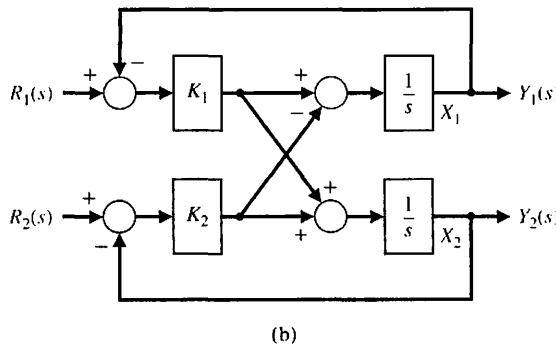 −
+ +
R₁(s) K₁ 1/s Y₁(s)
− X₁
+ +
R₂(s) K₂ 1/s Y₂(s)
− + X₂
(b)